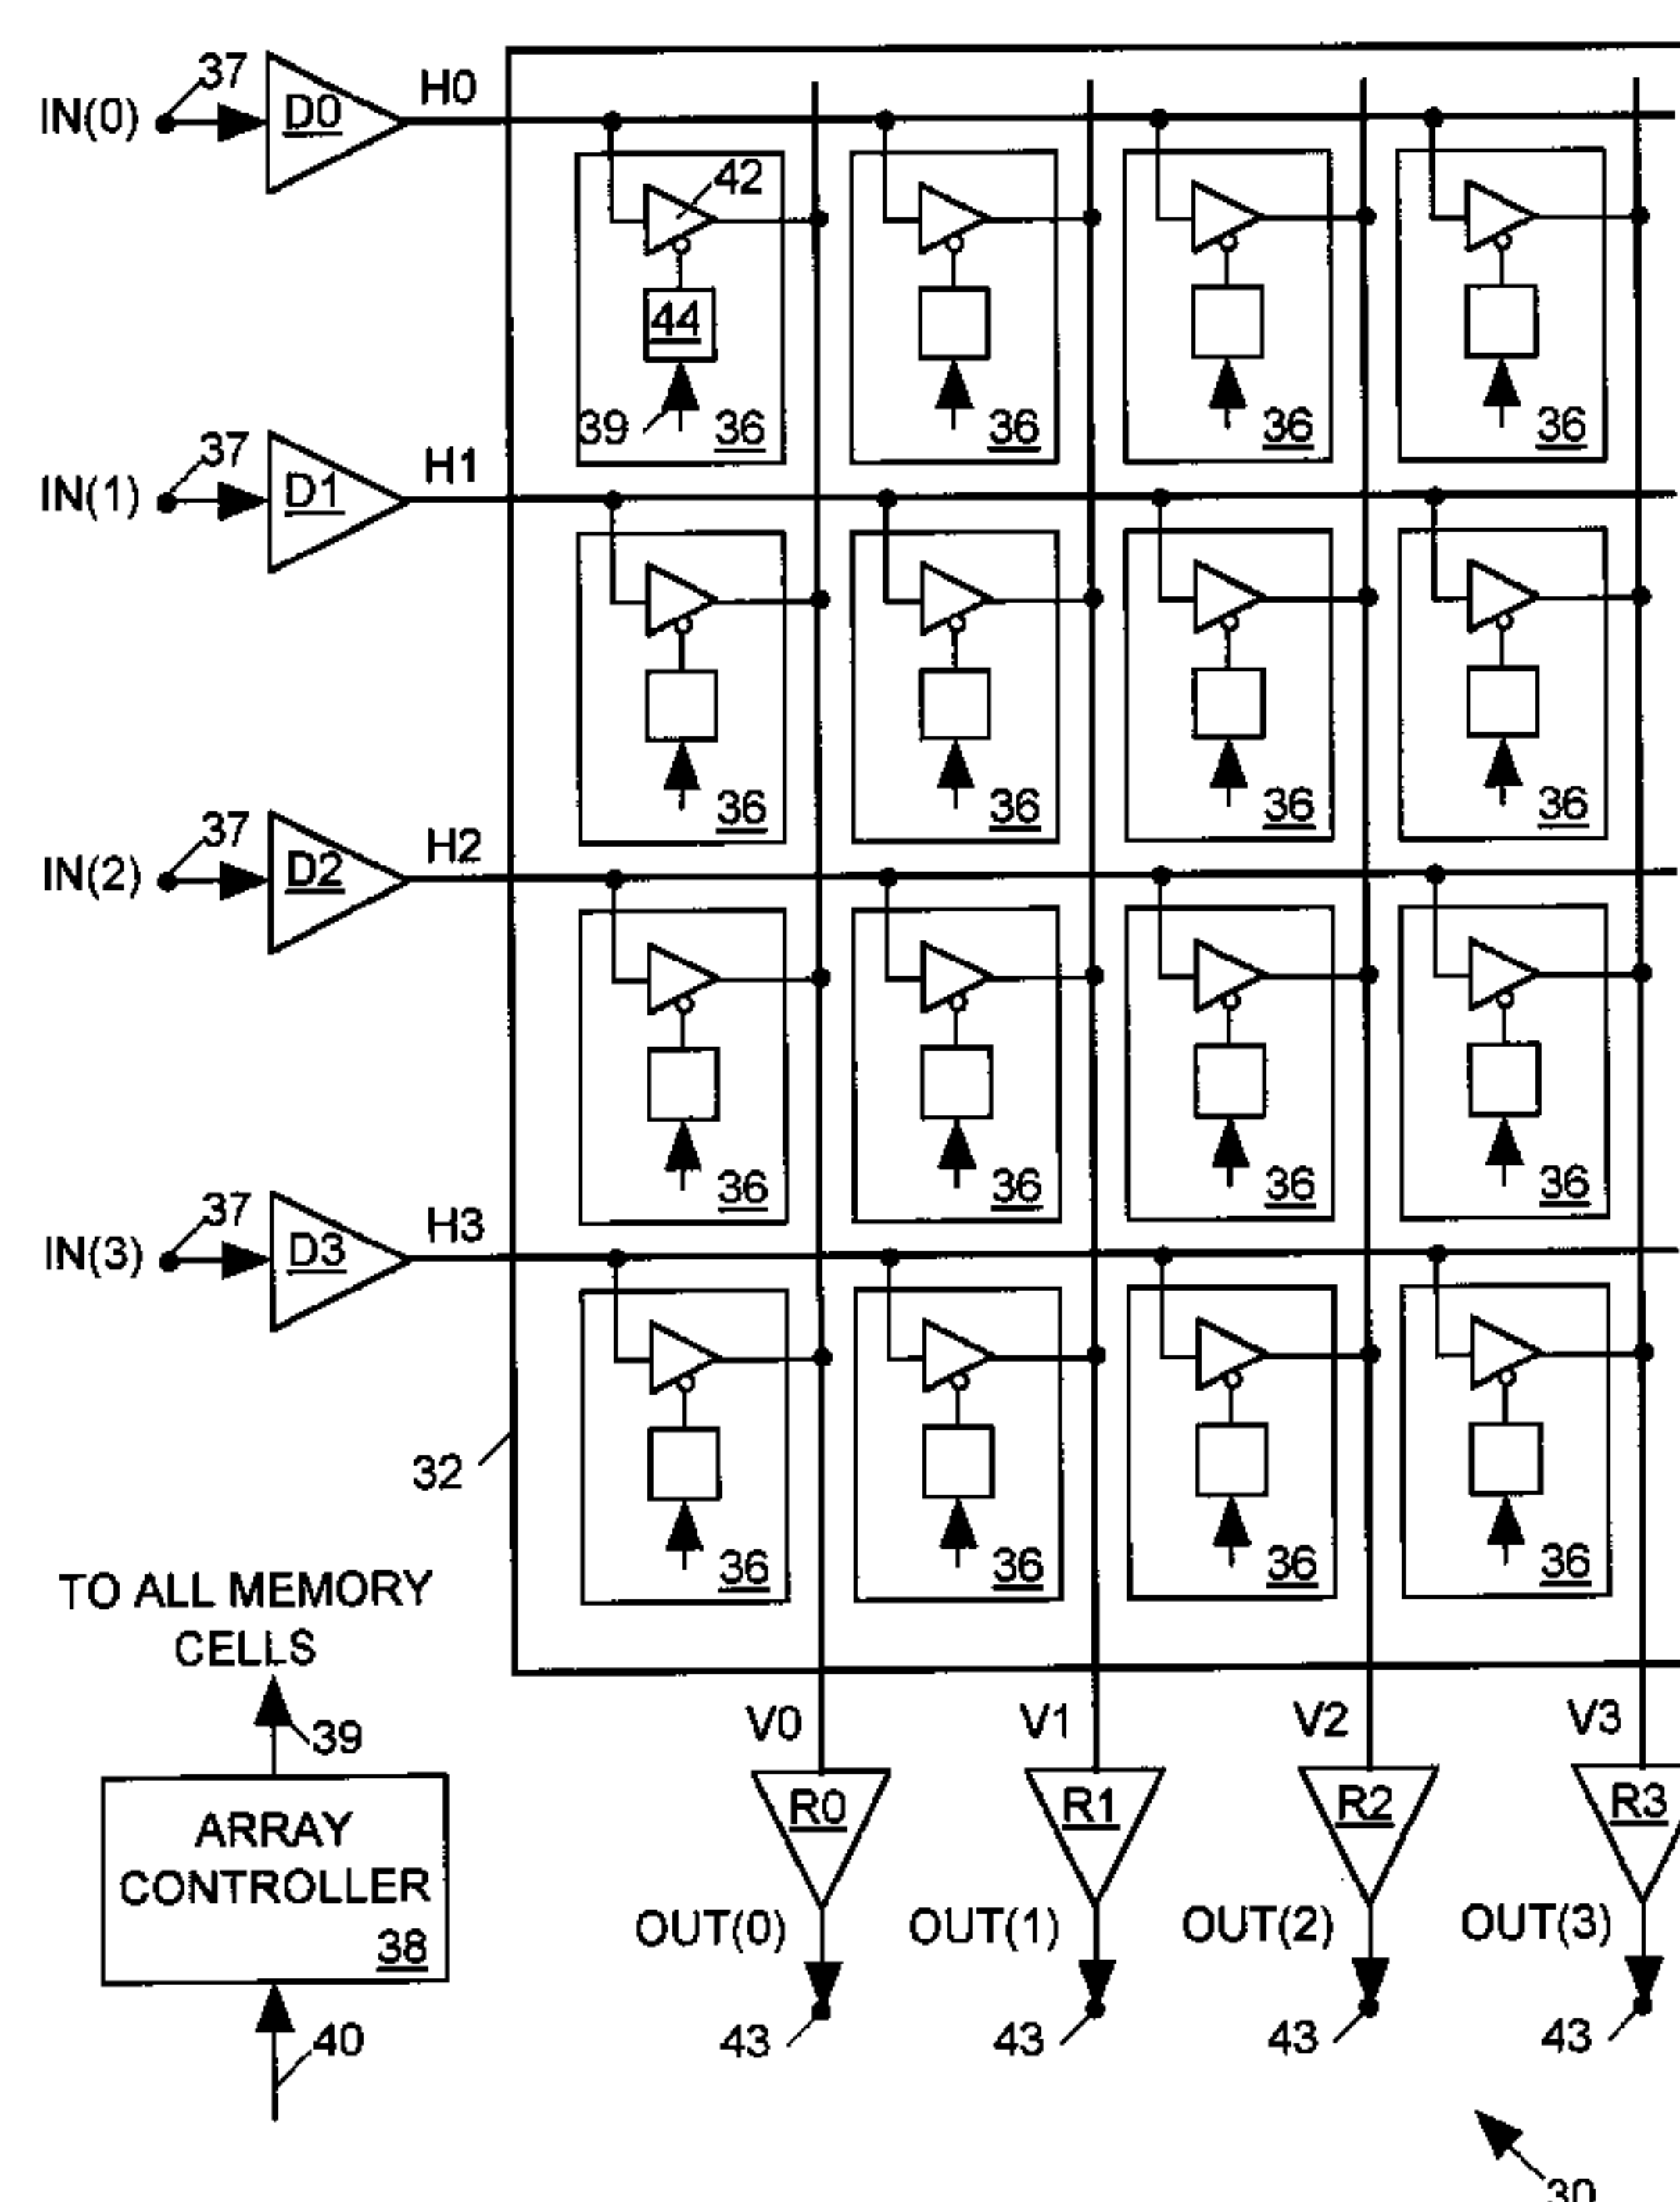 37
IN(0)
D0
H0
42
44
39
36
36
36
36
37
IN(1)
D1
H1
36
36
36
36
37
IN(2)
D2
H2
36
36
36
36
37
IN(3)
D3
H3
36
36
36
36
32
TO ALL MEMORY
CELLS
39
V0
V1
V2
V3
R0
R1
R2
R3
ARRAY
CONTROLLER
38
OUT(0)
OUT(1)
OUT(2)
OUT(3)
40
43
43
43
43
30